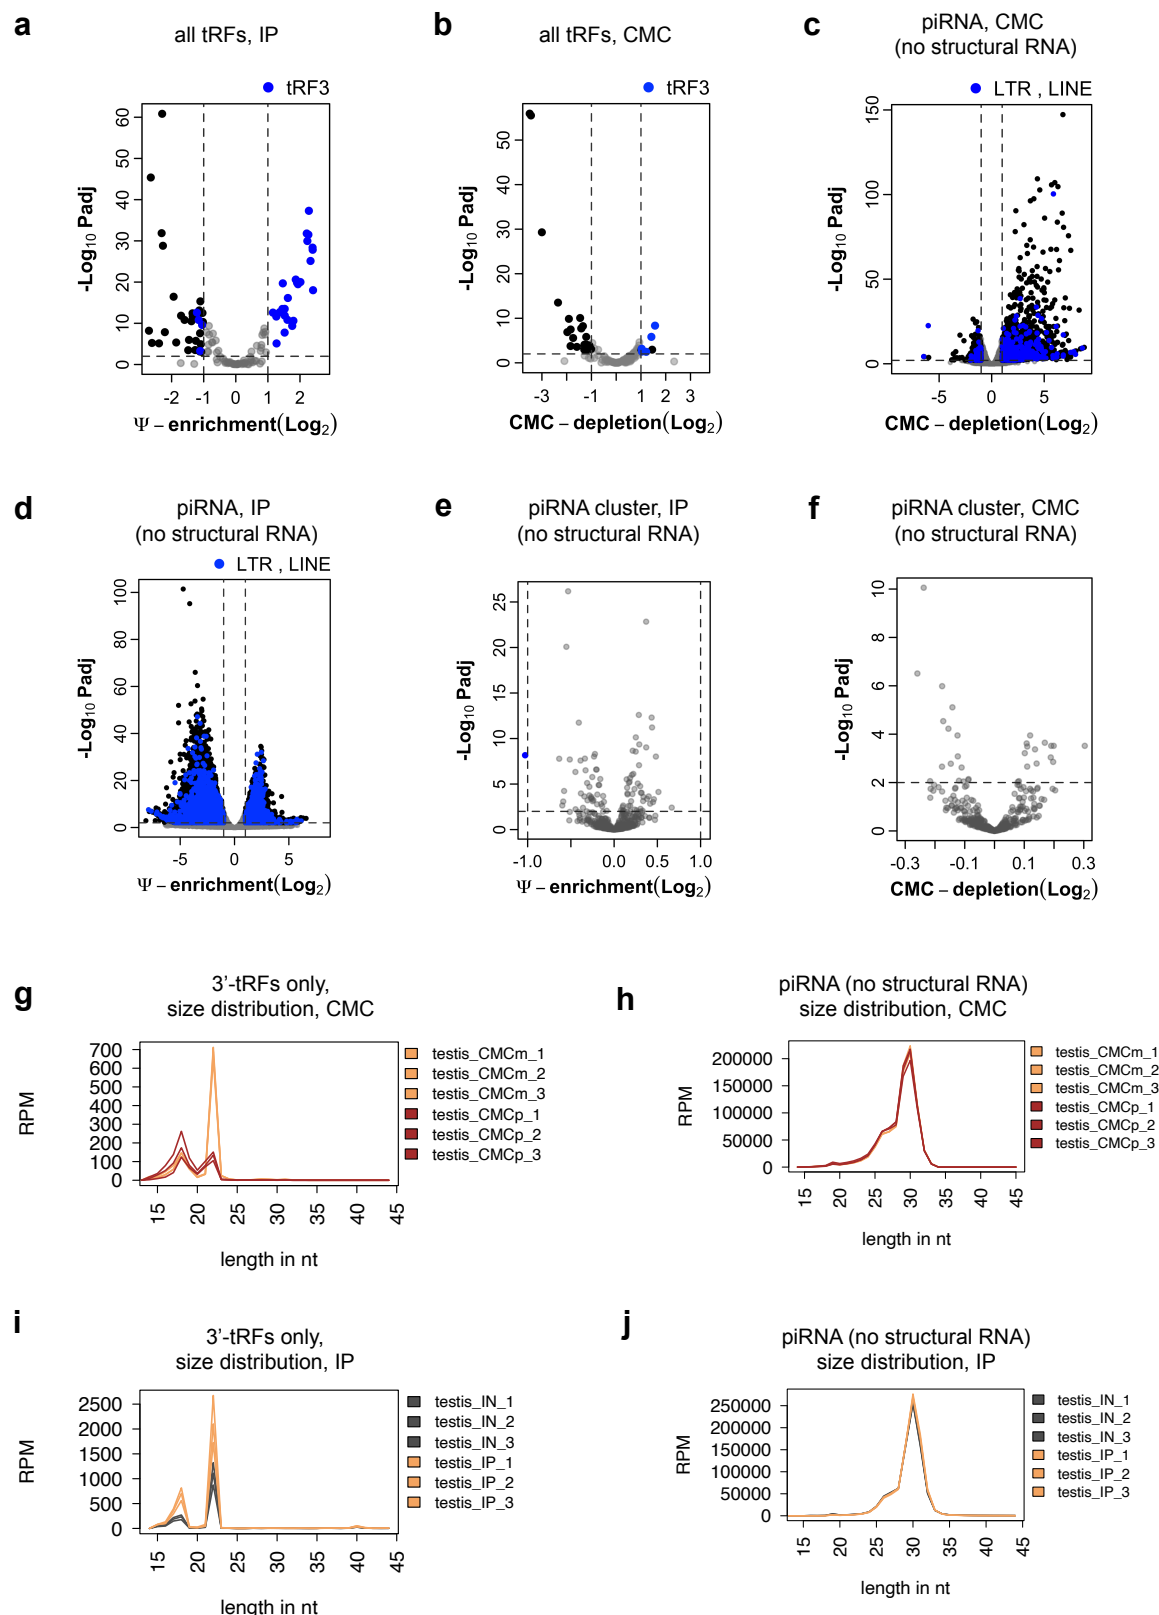 a
all tRFs, IP
tRF3
60
50
40
30
20
10
0
-Log10 Padj
-2
-1
0
1
2
Ψ – enrichment(Log2)
b
all tRFs, CMC
tRF3
50
40
30
20
10
0
-Log10 Padj
-3
-1
0
1
2
3
CMC – depletion(Log2)
c
piRNA, CMC
(no structural RNA)
LTR , LINE
150
100
50
0
-Log10 Padj
-5
0
5
CMC – depletion(Log2)
d
piRNA, IP
(no structural RNA)
LTR , LINE
100
80
60
40
20
0
-Log10 Padj
-5
0
5
Ψ – enrichment(Log2)
e
piRNA cluster, IP
(no structural RNA)
25
20
15
10
5
0
-Log10 Padj
-1.0
0.0
0.5
1.0
Ψ – enrichment(Log2)
f
piRNA cluster, CMC
(no structural RNA)
10
8
6
4
2
0
-Log10 Padj
-0.3
-0.1
0.1
0.3
CMC – depletion(Log2)
g
3'-tRFs only,
size distribution, CMC
700
600
500
400
300
200
100
0
RPM
15
20
25
30
35
40
45
length in nt
testis_CMCm_1
testis_CMCm_2
testis_CMCm_3
testis_CMCp_1
testis_CMCp_2
testis_CMCp_3
h
piRNA (no structural RNA)
size distribution, CMC
200000
150000
100000
50000
0
RPM
15
20
25
30
35
40
45
length in nt
testis_CMCm_1
testis_CMCm_2
testis_CMCm_3
testis_CMCp_1
testis_CMCp_2
testis_CMCp_3
i
3'-tRFs only,
size distribution, IP
2500
2000
1500
1000
500
0
RPM
15
20
25
30
35
40
45
length in nt
testis_IN_1
testis_IN_2
testis_IN_3
testis_IP_1
testis_IP_2
testis_IP_3
j
piRNA (no structural RNA)
size distribution, IP
250000
200000
150000
100000
50000
0
RPM
15
20
25
30
35
40
45
length in nt
testis_IN_1
testis_IN_2
testis_IN_3
testis_IP_1
testis_IP_2
testis_IP_3